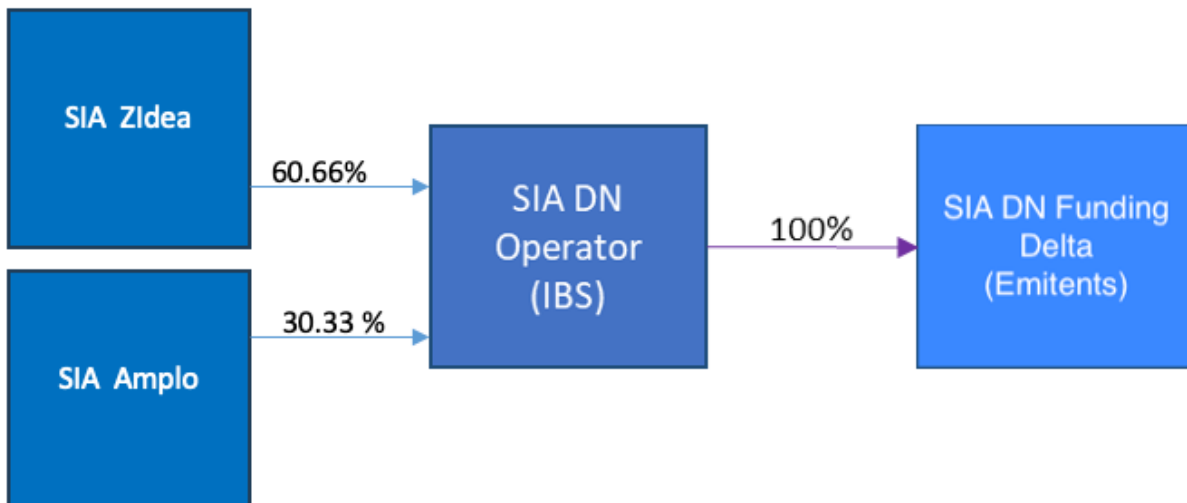 SIA ZIdea
60.66%
SIA Amplo
30.33 %
SIA DN
Operator
(IBS)
100%
SIA DN Funding
Delta
(Emitents)